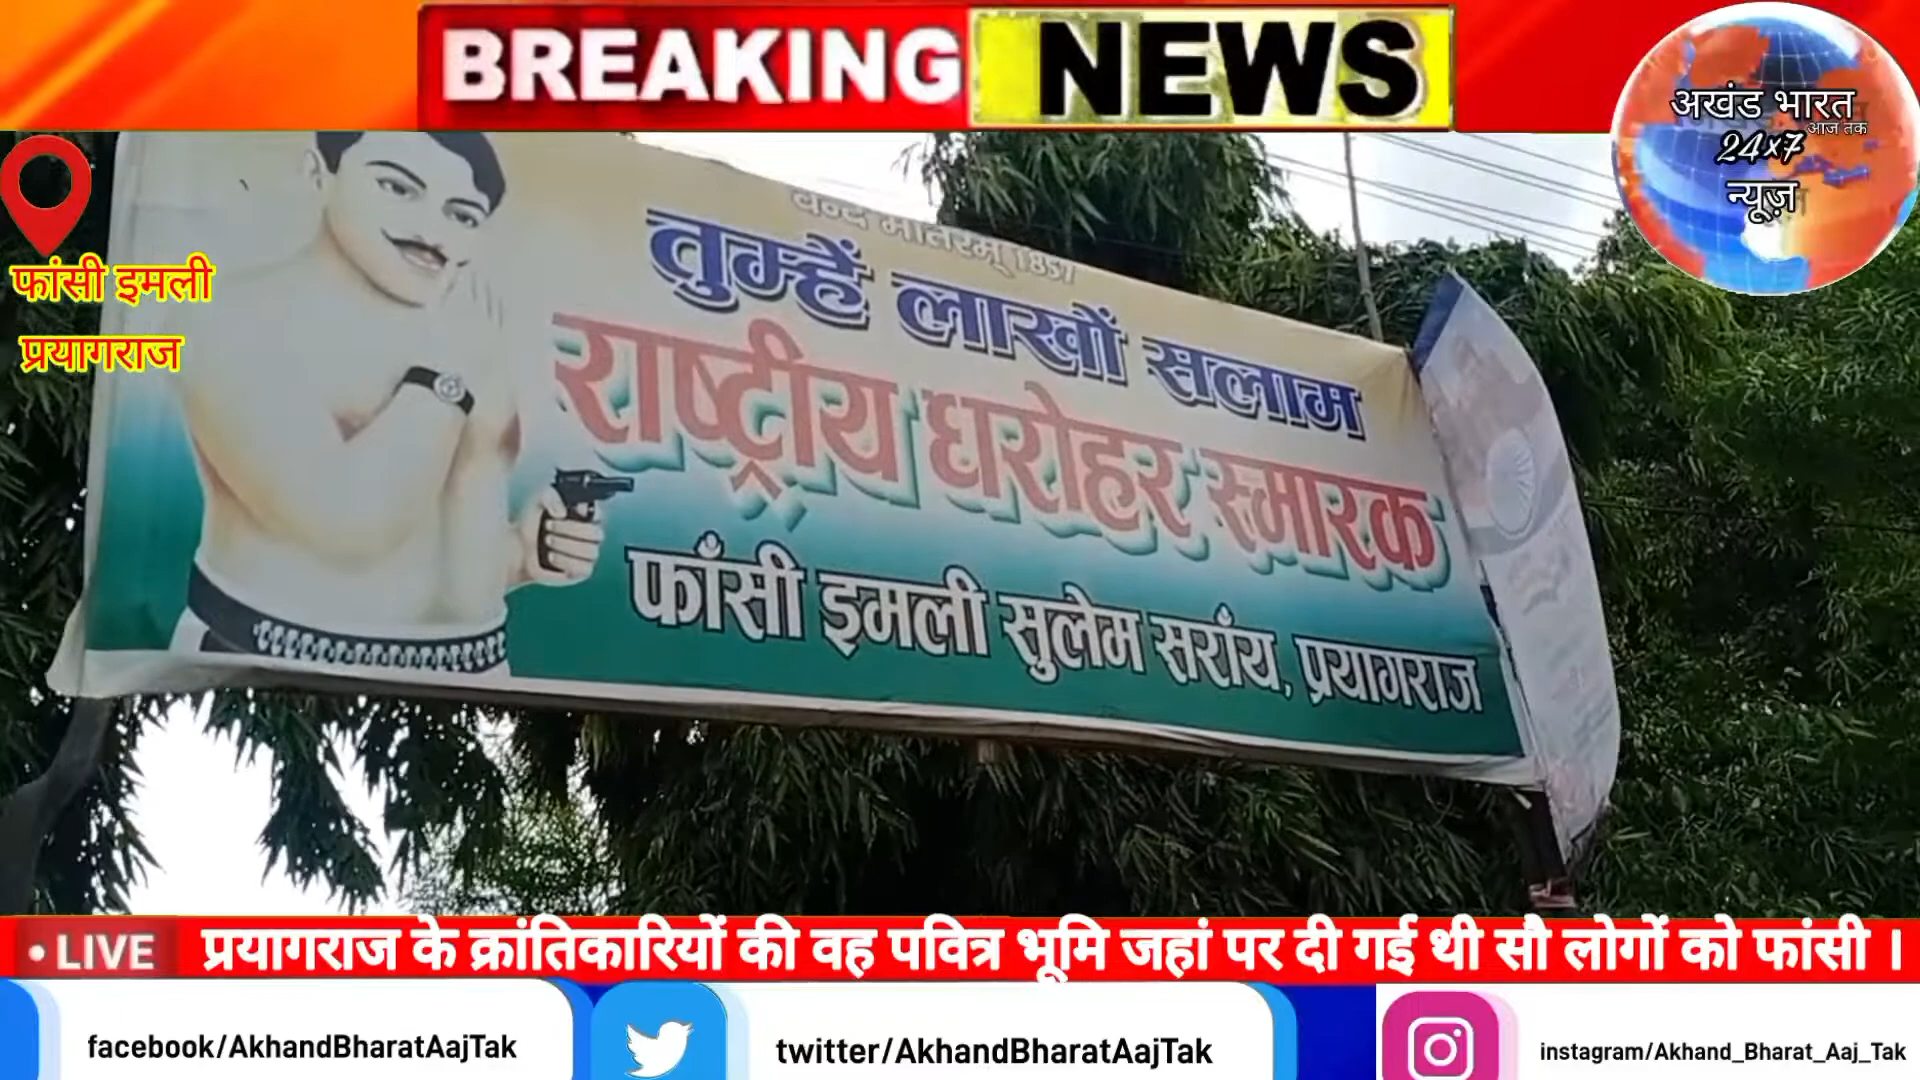 BREAKING NEWS
अखंड भारत
आज तक
24x7
न्यूज़
फांसी इमली
प्रयागराज
वन्दे मातरम् 1857
तुम्हें लाखों सलाम
राष्ट्रीय धरोहर स्मारक
फाँसी इमली सुलेम सराँय, प्रयागराज
• LIVE प्रयागराज के क्रांतिकारियों की वह पवित्र भूमि जहां पर दी गई थी सौ लोगों को फांसी ।
facebook/AkhandBharatAajTak
twitter/AkhandBharatAajTak
instagram/Akhand_Bharat_Aaj_Tak